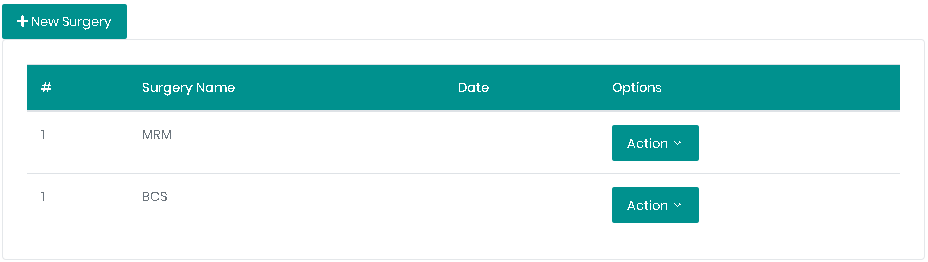 + New Surgery
# Surgery Name Date Options
1 MRM Action
1 BCS Action